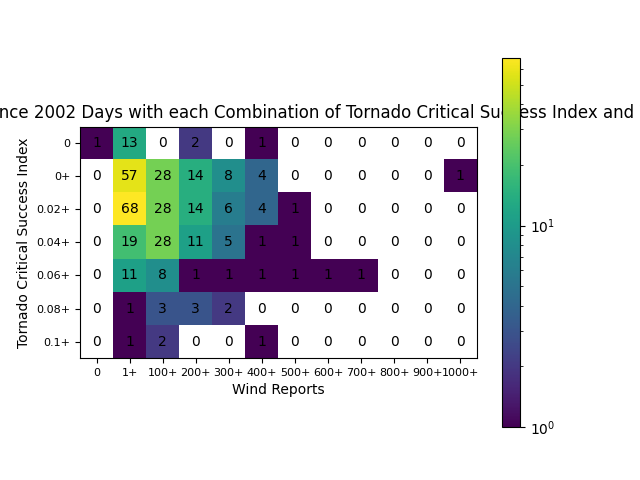 nce 2002 Days with each Combination of Tornado Critical Success Index and
Tornado Critical Success Index
0 1 13 0 2 0 1 0 0 0 0 0 0
0+ 0 57 28 14 8 4 0 0 0 0 0 1
0.02+ 0 68 28 14 6 4 1 0 0 0 0 0
0.04+ 0 19 28 11 5 1 1 0 0 0 0 0
0.06+ 0 11 8 1 1 1 1 1 1 0 0 0
0.08+ 0 1 3 3 2 0 0 0 0 0 0 0
0.1+ 0 1 2 0 0 1 0 0 0 0 0 0
0 1+ 100+ 200+ 300+ 400+ 500+ 600+ 700+ 800+ 900+ 1000+
Wind Reports
10^1
10^0